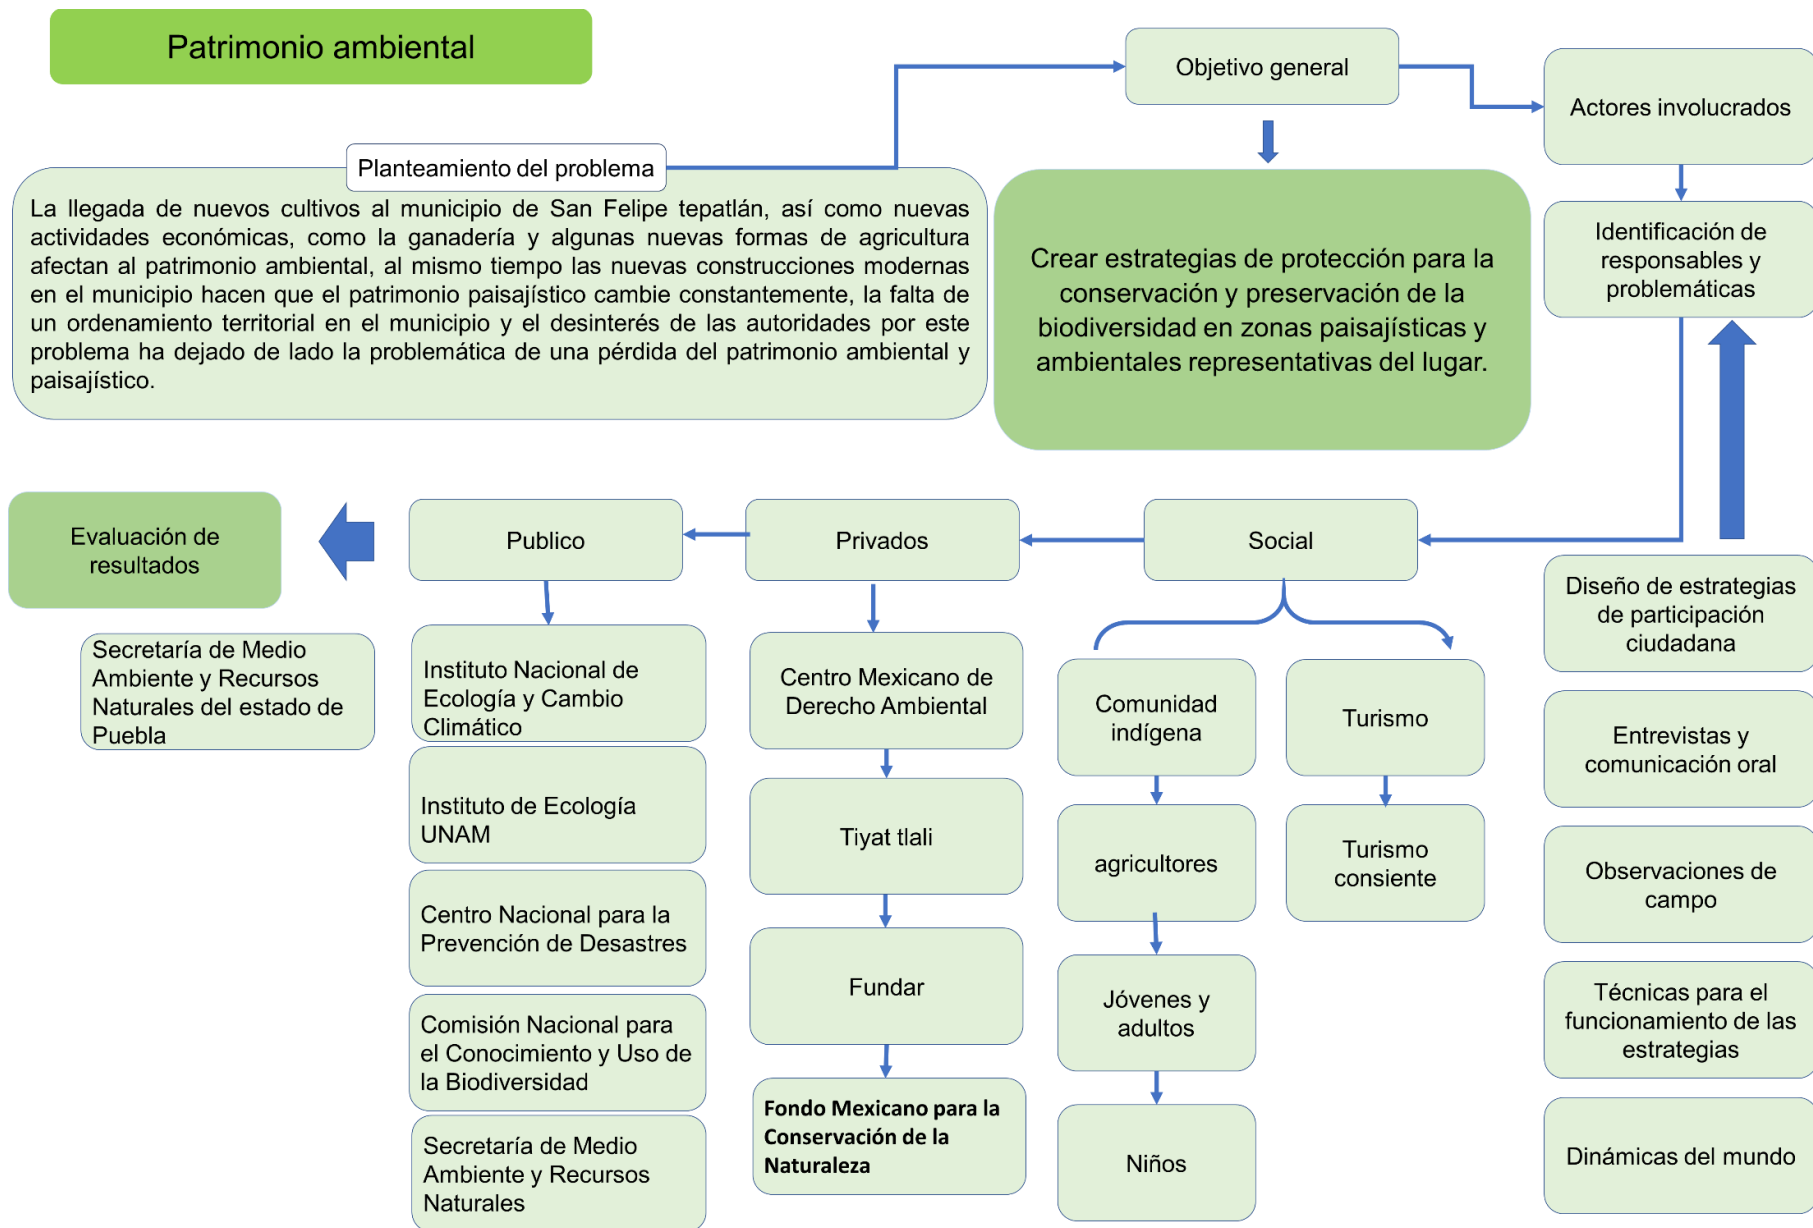 Patrimonio ambiental
Objetivo general
Actores involucrados
Planteamiento del problema
La llegada de nuevos cultivos al municipio de San Felipe tepatlán, así como nuevas
actividades económicas, como la ganadería y algunas nuevas formas de agricultura
afectan al patrimonio ambiental, al mismo tiempo las nuevas construcciones modernas
en el municipio hacen que el patrimonio paisajístico cambie constantemente, la falta de
un ordenamiento territorial en el municipio y el desinterés de las autoridades por este
problema ha dejado de lado la problemática de una pérdida del patrimonio ambiental y
paisajístico.
Crear estrategias de protección para la
conservación y preservación de la
biodiversidad en zonas paisajísticas y
ambientales representativas del lugar.
Identificación de
responsables y
problemáticas
Evaluación de
resultados
Publico
Privados
Social
Diseño de estrategias
de participación
ciudadana
Secretaría de Medio
Ambiente y Recursos
Naturales del estado de
Puebla
Instituto Nacional de
Ecología y Cambio
Climático
Instituto de Ecología
UNAM
Centro Nacional para la
Prevención de Desastres
Comisión Nacional para
el Conocimiento y Uso de
la Biodiversidad
Secretaría de Medio
Ambiente y Recursos
Naturales
Centro Mexicano de
Derecho Ambiental
Tiyat tlali
Fundar
Fondo Mexicano para la
Conservación de la
Naturaleza
Comunidad
indígena
agricultores
Jóvenes y
adultos
Niños
Turismo
Turismo
consiente
Entrevistas y
comunicación oral
Observaciones de
campo
Técnicas para el
funcionamiento de las
estrategias
Dinámicas del mundo